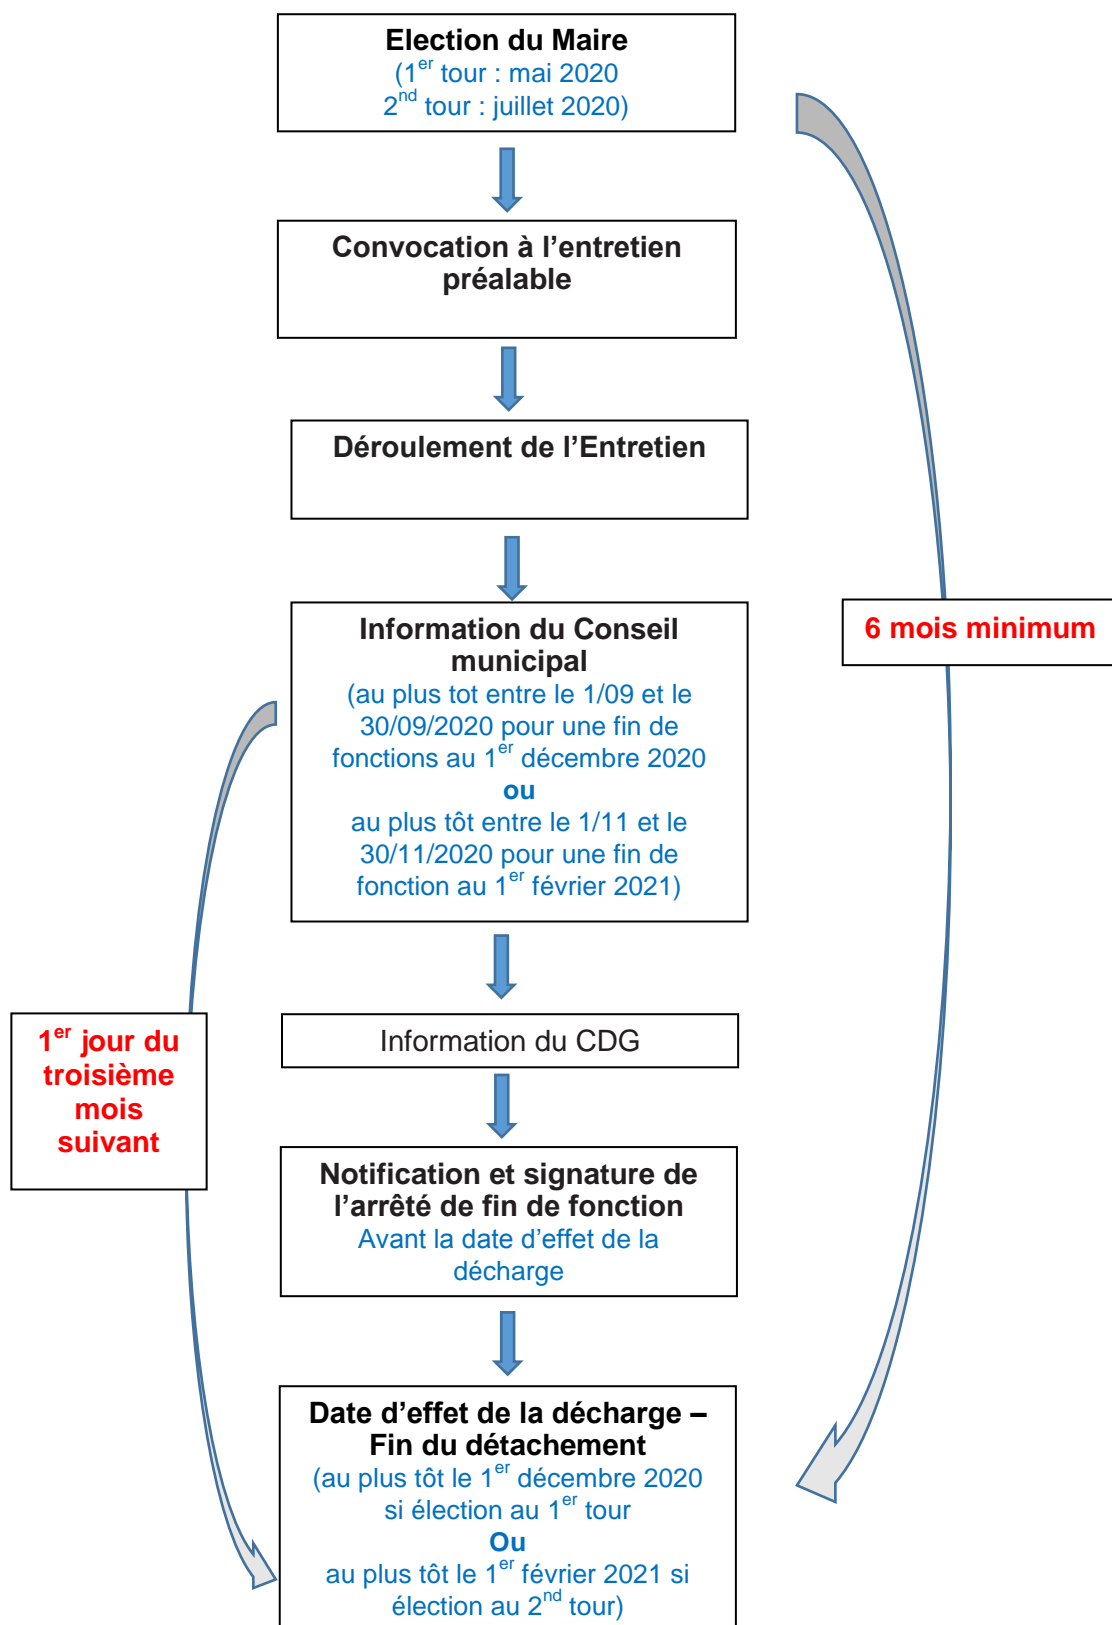 Election du Maire
(1er tour : mai 2020
2nd tour : juillet 2020)
Convocation à l'entretien
préalable
Déroulement de l'Entretien
Information du Conseil
municipal
(au plus tot entre le 1/09 et le
30/09/2020 pour une fin de
fonctions au 1er décembre 2020
ou
au plus tôt entre le 1/11 et le
30/11/2020 pour une fin de
fonction au 1er février 2021)
6 mois minimum
1er jour du
troisième
mois
suivant
Information du CDG
Notification et signature de
l'arrêté de fin de fonction
Avant la date d'effet de la
décharge
Date d'effet de la décharge –
Fin du détachement
(au plus tôt le 1er décembre 2020
si élection au 1er tour
Ou
au plus tôt le 1er février 2021 si
élection au 2nd tour)